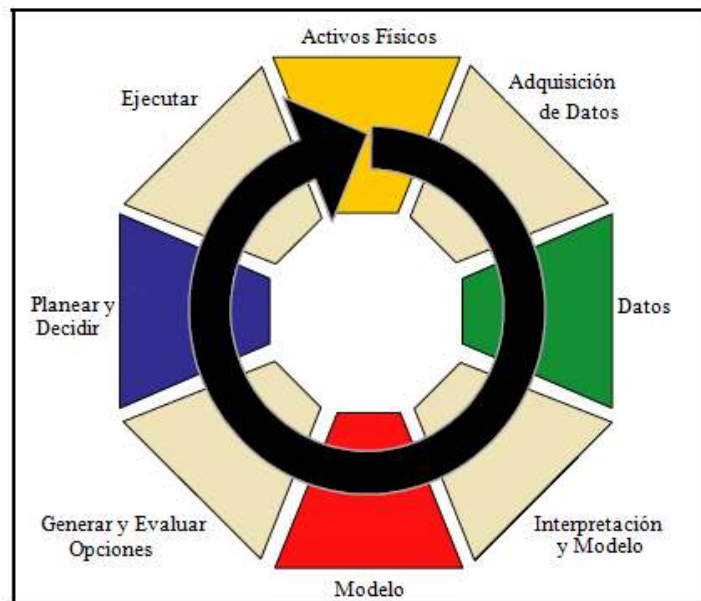 Activos Físicos
Adquisición
de Datos
Datos
Interpretación
y Modelo
Modelo
Generar y Evaluar
Opciones
Planear y
Decidir
Ejecutar